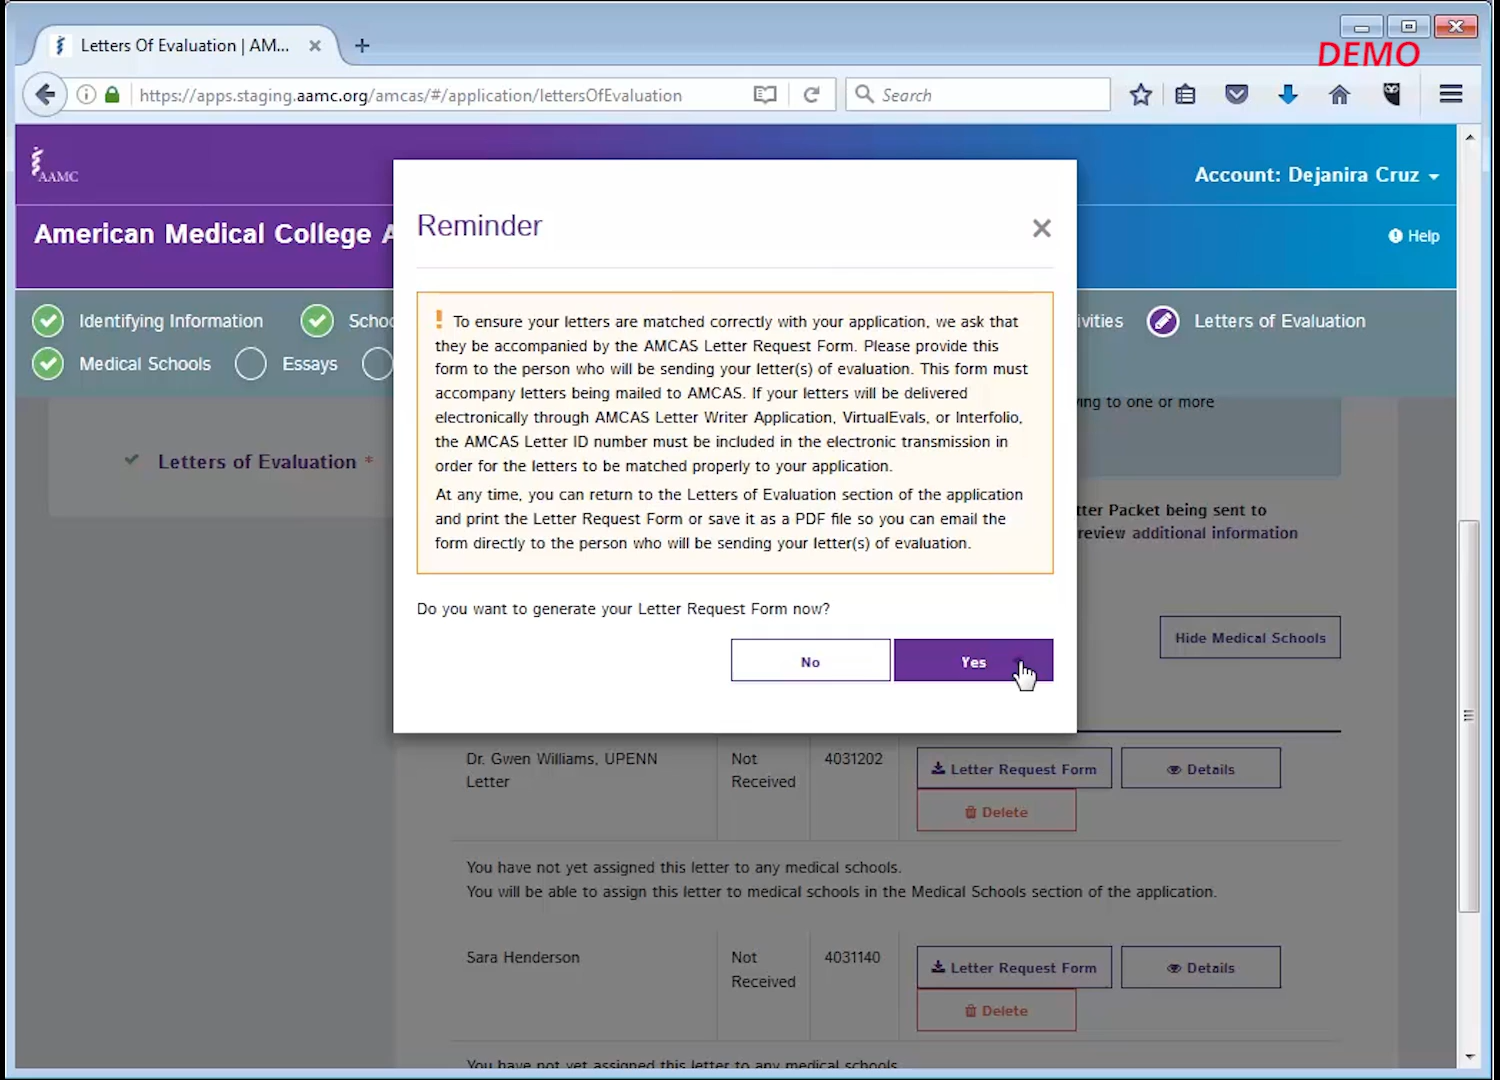 Letters Of Evaluation | AM...
DEMO
https://apps.staging.aamc.org/amcas/#/application/lettersOfEvaluation
Search
AAMC
Account: Dejanira Cruz
American Medical College A
Help
Identifying Information
Schoo
ivities
Letters of Evaluation
Medical Schools
Essays
Reminder
! To ensure your letters are matched correctly with your application, we ask that
they be accompanied by the AMCAS Letter Request Form. Please provide this
form to the person who will be sending your letter(s) of evaluation. This form must
accompany letters being mailed to AMCAS. If your letters will be delivered
electronically through AMCAS Letter Writer Application, VirtualEvals, or Interfolio,
the AMCAS Letter ID number must be included in the electronic transmission in
order for the letters to be matched properly to your application.
At any time, you can return to the Letters of Evaluation section of the application
and print the Letter Request Form or save it as a PDF file so you can email the
form directly to the person who will be sending your letter(s) of evaluation.
Do you want to generate your Letter Request Form now?
No
Yes
Letters of Evaluation *
ing to one or more
tter Packet being sent to
review additional information
Hide Medical Schools
Dr. Gwen Williams, UPENN
Letter
Not
Received
4031202
Letter Request Form
Details
Delete
You have not yet assigned this letter to any medical schools.
You will be able to assign this letter to medical schools in the Medical Schools section of the application.
Sara Henderson
Not
Received
4031140
Letter Request Form
Details
Delete
You have not yet assigned this letter to any medical schools.